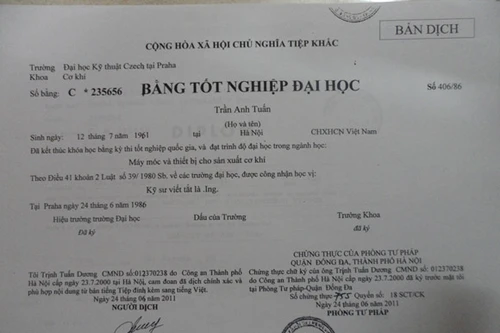 BẢN DỊCH
CỘNG HÒA XÃ HỘI CHỦ NGHĨA TIỆP KHẮC
Trường Đại học Kỹ thuật Czech tại Praha
Khoa Cơ khí
Số bằng: C * 235656 BẰNG TỐT NGHIỆP ĐẠI HỌC Số 406/86
Trần Anh Tuấn
(Họ và tên)
Sinh ngày: 12 tháng 7 năm 1961 tại Hà Nội CHXHCN Việt Nam
Đã kết thúc khóa học bằng kỳ thi tốt nghiệp quốc gia, và đạt trình độ đại học trong ngành học:
Máy móc và thiết bị cho sản xuất cơ khí
Theo Điều 41 khoản 2 Luật số 39/ 1980 Sb. về các trường đại học, được công nhận học vị:
Kỹ sư viết tắt là .Ing.
Tại Praha ngày 24 tháng 6 năm 1986
Hiệu trưởng trường Đại học Dấu của Trường Trưởng Khoa
Đã ký đã ký
CHỨNG THỰC CỦA PHÒNG TƯ PHÁP
QUẬN ĐỐNG ĐA, THÀNH PHỐ HÀ NỘI
Tôi Trịnh Tuấn Dương CMND số:012370238 do Công an Thành phố Hà Nội cấp ngày 23.7.2000 tại Hà Nội, cam đoan đã dịch chính xác và phù hợp nội dung từ bản tiếng Tiệp đính kèm sang tiếng Việt.
Ngày 24 tháng 06 năm 2011
NGƯỜI DỊCH
Chứng thực chữ ký của ông Trịnh Tuấn Dương CMND số:012370238 do Công an Thành phố Hà Nội cấp ngày 23.7.2000 đã ký trước mặt tôi tại Phòng Tư Pháp-Quận Đống Đa
Số chứng thực: 755 Quyển số: 18 SCT/CK
Ngày 24 tháng 06 năm 2011
PHÒNG TƯ PHÁP